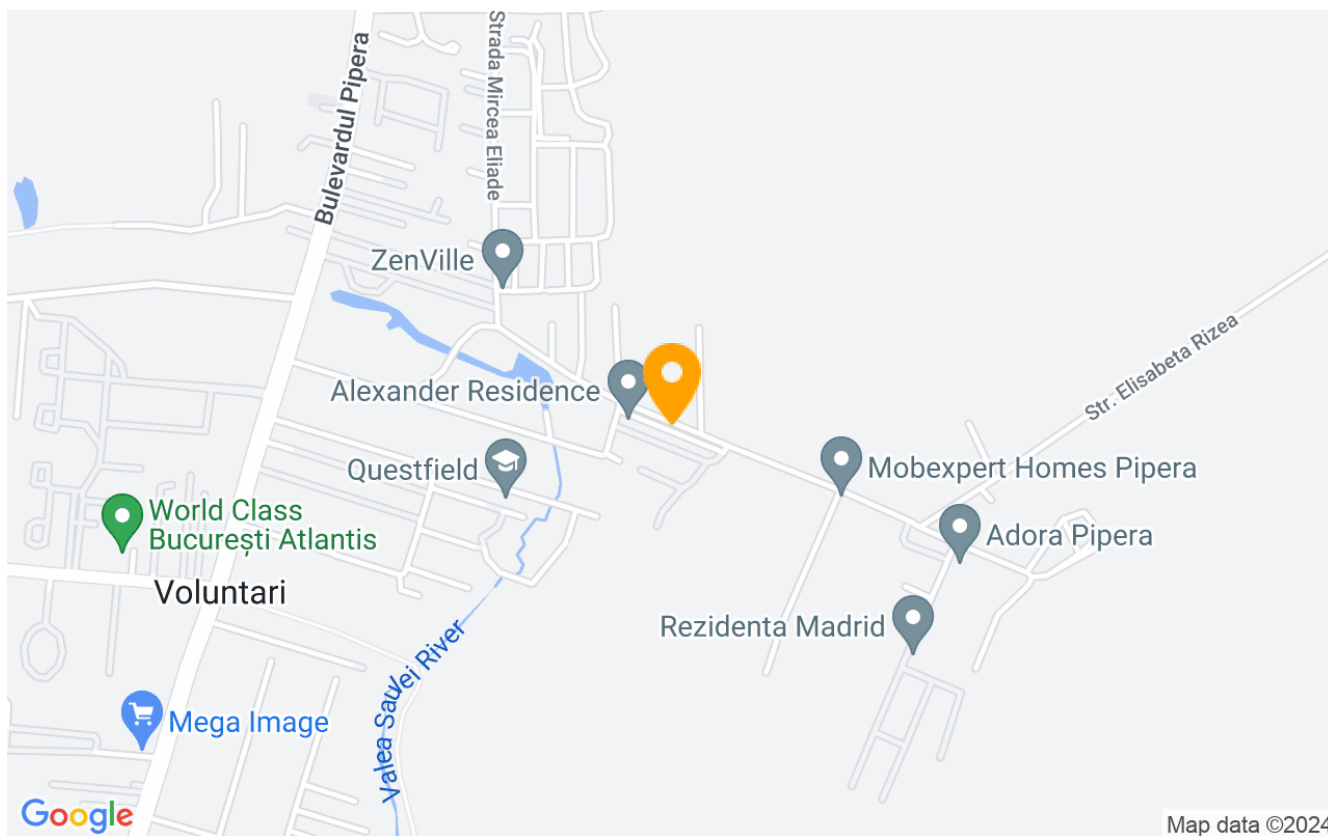 Bulevardul Pipera
Strada Mircea Eliade
ZenVille
Alexander Residence
Str. Elisabeta Rizea
Questfield
Mobexpert Homes Pipera
World Class
București Atlantis
Adora Pipera
Voluntari
Rezidenta Madrid
Valea Saulei River
Mega Image
Google
Map data ©2024